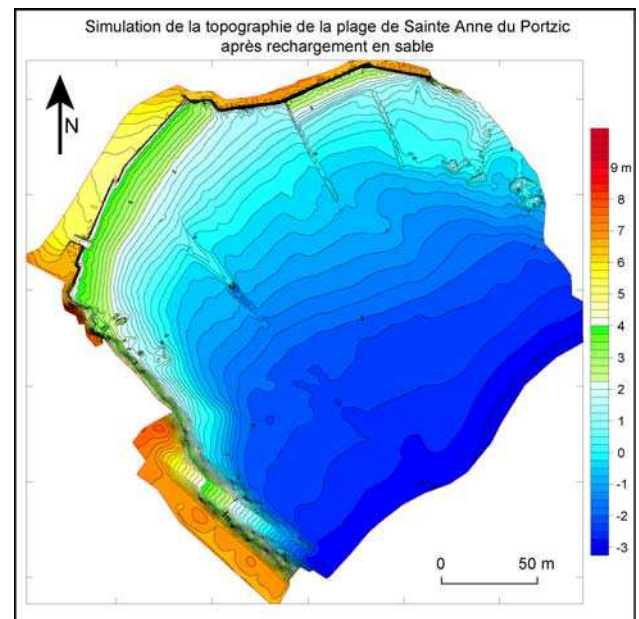 Simulation de la topographie de la plage de Sainte Anne du Portzic
après rechargement en sable
N
9 m
8
7
6
5
4
3
2
1
0
-1
-2
-3
0 50 m